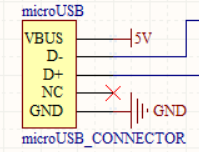 microUSB
VBUS 5V
D-
D+
NC
GND GND
microUSB_CONNECTOR